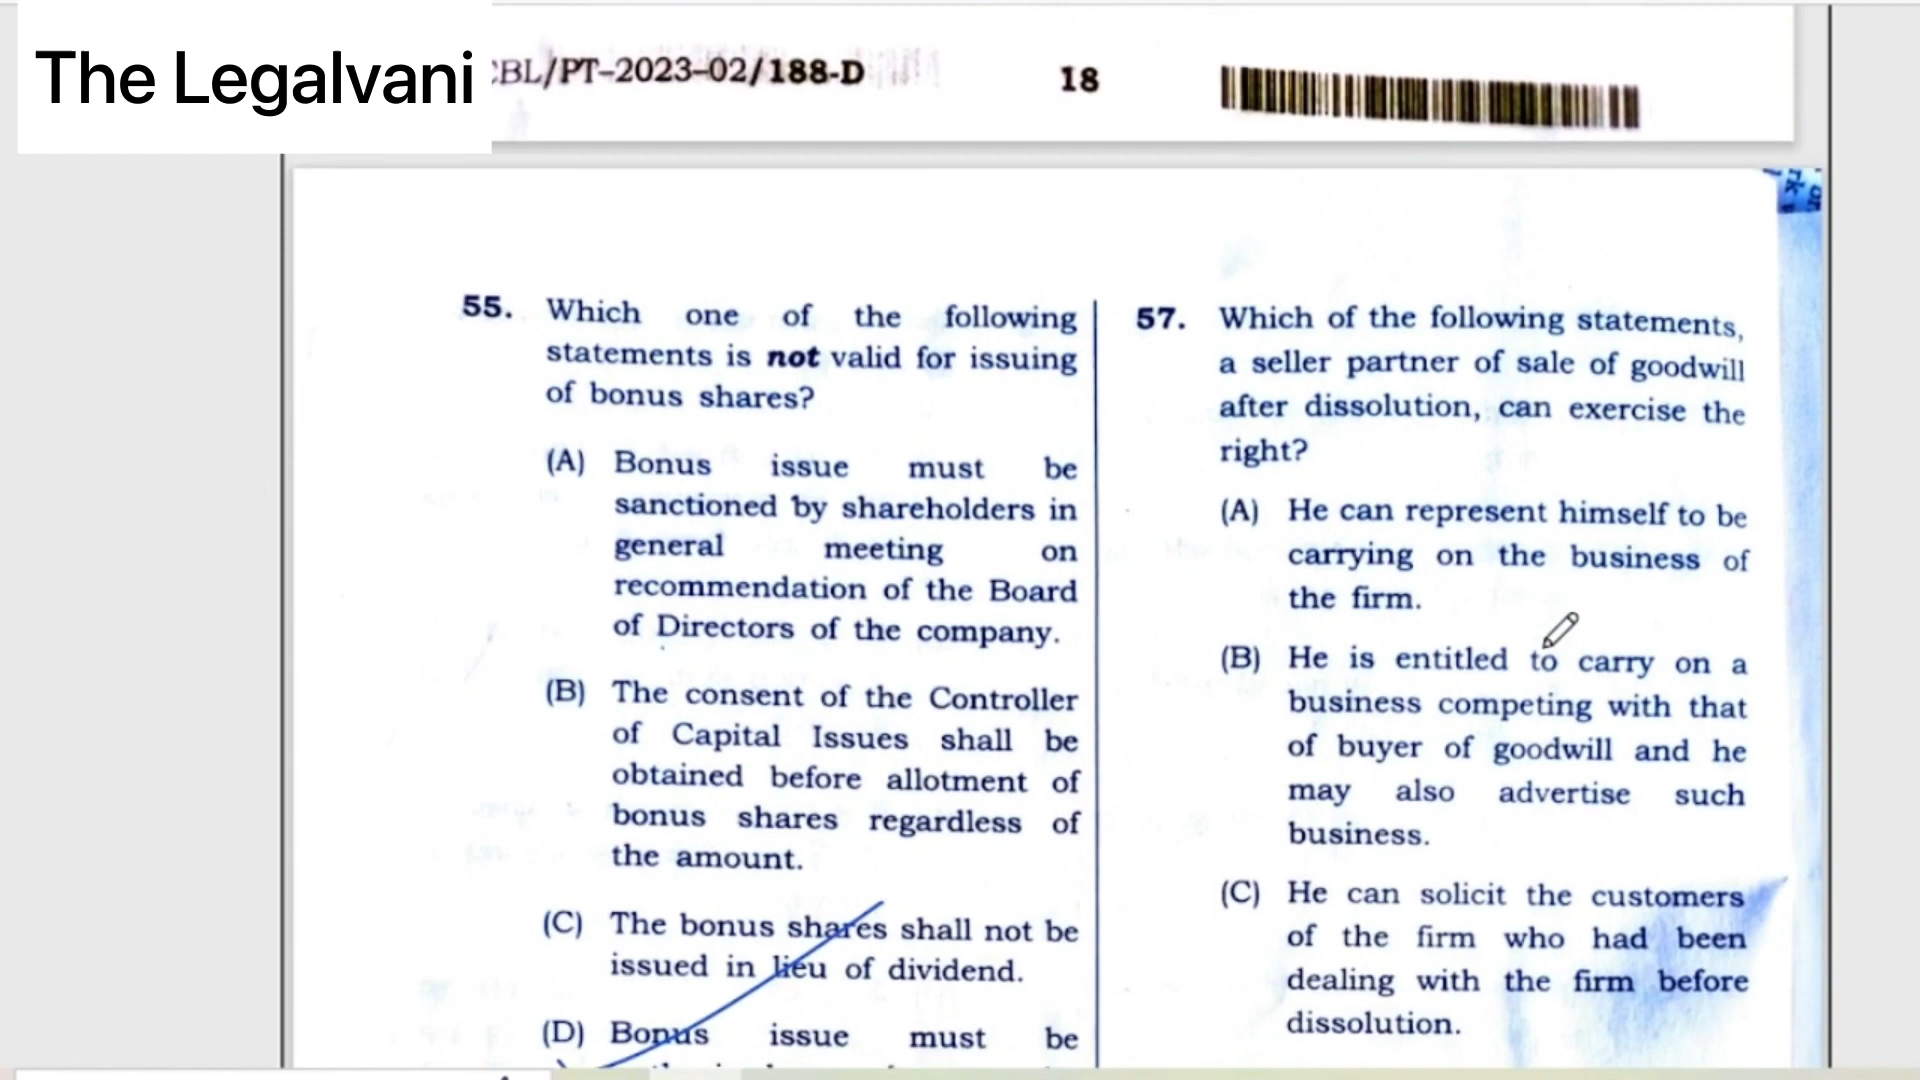 The Legalvani
CBL/PT-2023-02/188-D
18
55. Which one of the following
statements is not valid for issuing
of bonus shares?
(A) Bonus issue must be
sanctioned by shareholders in
general meeting on
recommendation of the Board
of Directors of the company.
(B) The consent of the Controller
of Capital Issues shall be
obtained before allotment of
bonus shares regardless of
the amount.
(C) The bonus shares shall not be
issued in lieu of dividend.
(D) Bonus issue must be
57. Which of the following statements,
a seller partner of sale of goodwill
after dissolution, can exercise the
right?
(A) He can represent himself to be
carrying on the business of
the firm.
(B) He is entitled to carry on a
business competing with that
of buyer of goodwill and he
may also advertise such
business.
(C) He can solicit the customers
of the firm who had been
dealing with the firm before
dissolution.